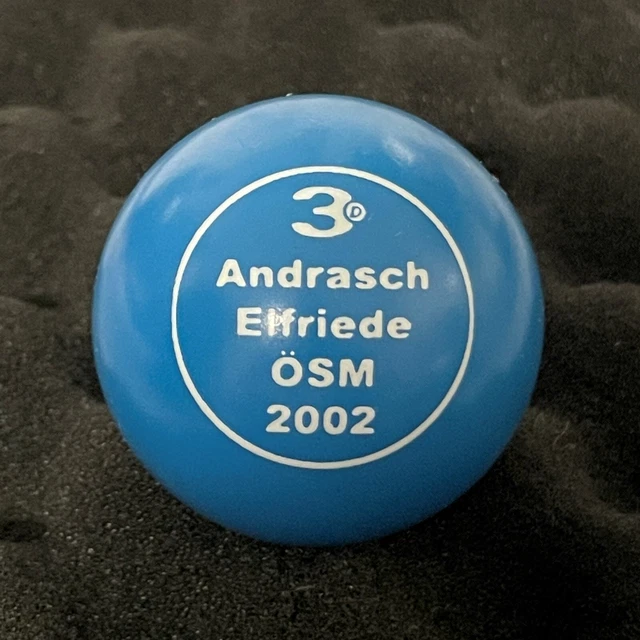 3D
Andrasch
Elfriede
ÖSM
2002